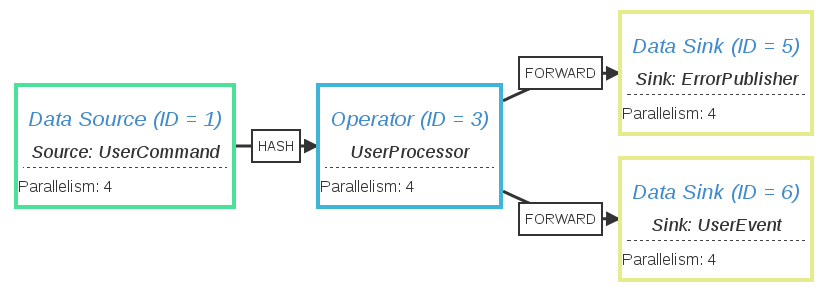 Data Source (ID = 1)
Source: UserCommand
Parallelism: 4
HASH
Operator (ID = 3)
UserProcessor
Parallelism: 4
FORWARD
Data Sink (ID = 5)
Sink: ErrorPublisher
Parallelism: 4
FORWARD
Data Sink (ID = 6)
Sink: UserEvent
Parallelism: 4